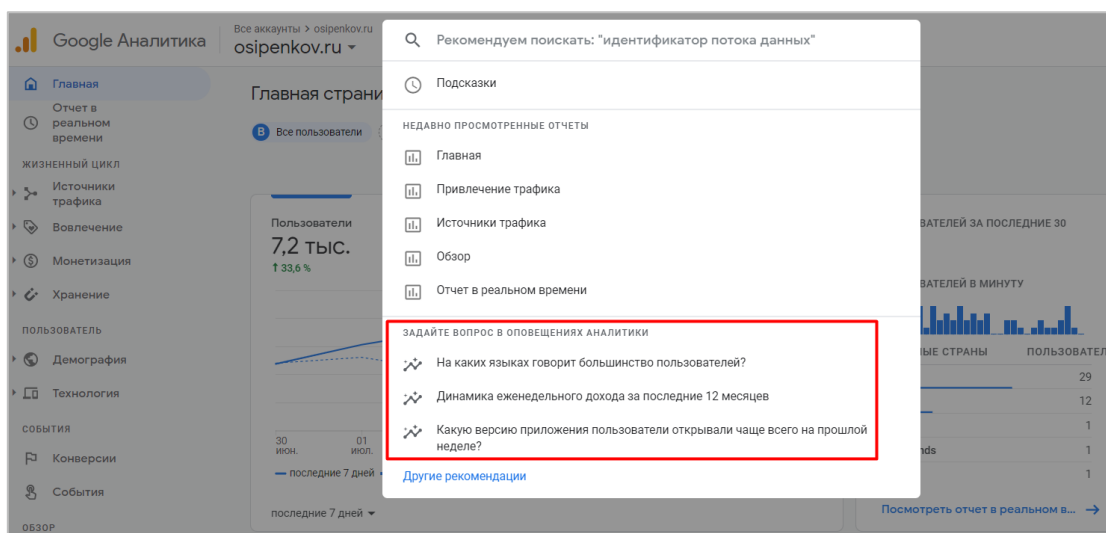 Google Аналитика
Все аккаунты > osipenkov.ru
osipenkov.ru
Рекомендуем поискать: "идентификатор потока данных"
Подсказки
НЕДАВНО ПРОСМОТРЕННЫЕ ОТЧЕТЫ
Главная
Привлечение трафика
Источники трафика
Обзор
Отчет в реальном времени
ЗАДАЙТЕ ВОПРОС В ОПОВЕЩЕНИЯХ АНАЛИТИКИ
На каких языках говорит большинство пользователей?
Динамика еженедельного дохода за последние 12 месяцев
Какую версию приложения пользователи открывали чаще всего на прошлой
неделе?
Другие рекомендации
Главная
Отчет в
реальном
времени
ЖИЗНЕННЫЙ ЦИКЛ
Источники
трафика
Вовлечение
Монетизация
Хранение
ПОЛЬЗОВАТЕЛЬ
Демография
Технология
СОБЫТИЯ
Конверсии
События
ОБЗОР
Главная страни
В Все пользователи
Пользователи
7,2 тыс.
33,6 %
30 01
ИЮН. ИЮЛ.
последние 7 дней
последние 7 дней
ВАТЕЛЕЙ ЗА ПОСЛЕДНИЕ 30
ВАТЕЛЕЙ В МИНУТУ
ЫЕ СТРАНЫ ПОЛЬЗОВАТЕЛ
29
12
1
nds 1
1
Посмотреть отчет в реальном в...